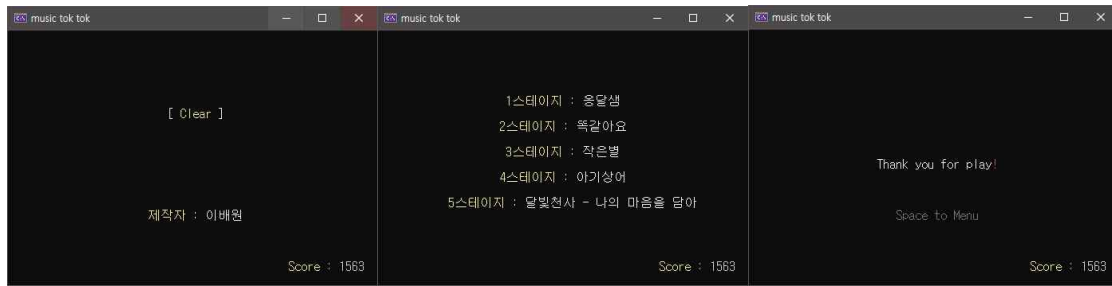 music tok tok
[ Clear ]
제작자 : 이배원
Score : 1563
music tok tok
1스테이지 : 옹달샘
2스테이지 : 똑같아요
3스테이지 : 작은별
4스테이지 : 아기상어
5스테이지 : 달빛천사 - 나의 마음을 담아
Score : 1563
music tok tok
Thank you for play!
Space to Menu
Score : 1563